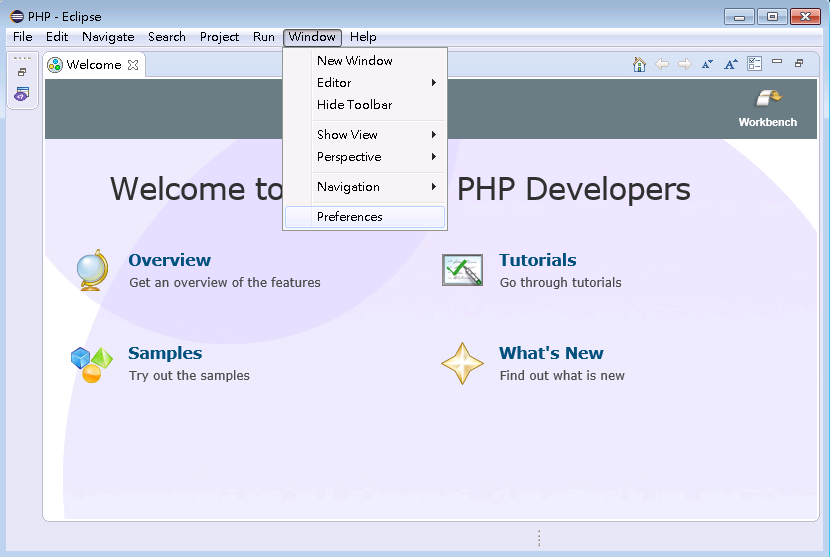 PHP - Eclipse
File Edit Navigate Search Project Run Window Help
Welcome
New Window
Editor
Hide Toolbar
Show View
Perspective
Navigation
Preferences
Workbench
Welcome to PHP Developers
Overview
Get an overview of the features
Tutorials
Go through tutorials
Samples
Try out the samples
What's New
Find out what is new